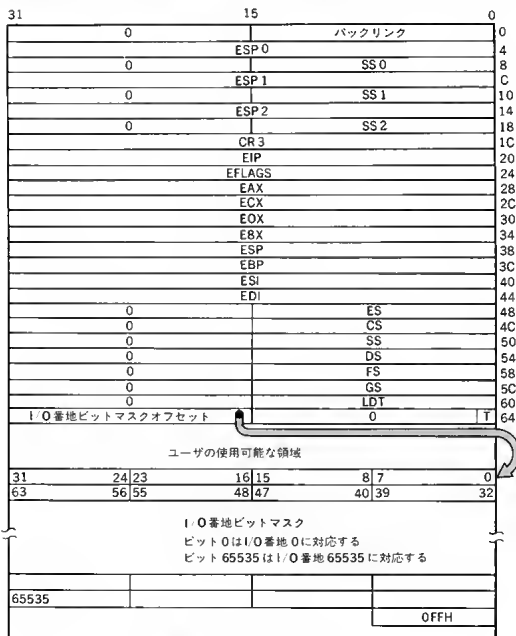 31 15 0
0 バックリンク 0
ESP 0 4
0 SS 0 8
ESP 1 C
0 SS 1 10
ESP 2 14
0 SS 2 18
CR 3 1C
EIP 20
EFLAGS 24
EAX 28
ECX 2C
EOX 30
E8X 34
ESP 38
EBP 3C
ESI 40
EDI 44
0 ES 48
0 CS 4C
0 SS 50
0 DS 54
0 FS 58
0 GS 5C
0 LDT 60
I/O番地ビットマスクオフセット 0 T 64
ユーザの使用可能な領域
31 24 23 16 15 8 7 0
63 56 55 48 47 40 39 32
I/O番地ビットマスク
ビット0はI/O番地0に対応する
ビット65535はI/O番地65535に対応する
65535
0FFH